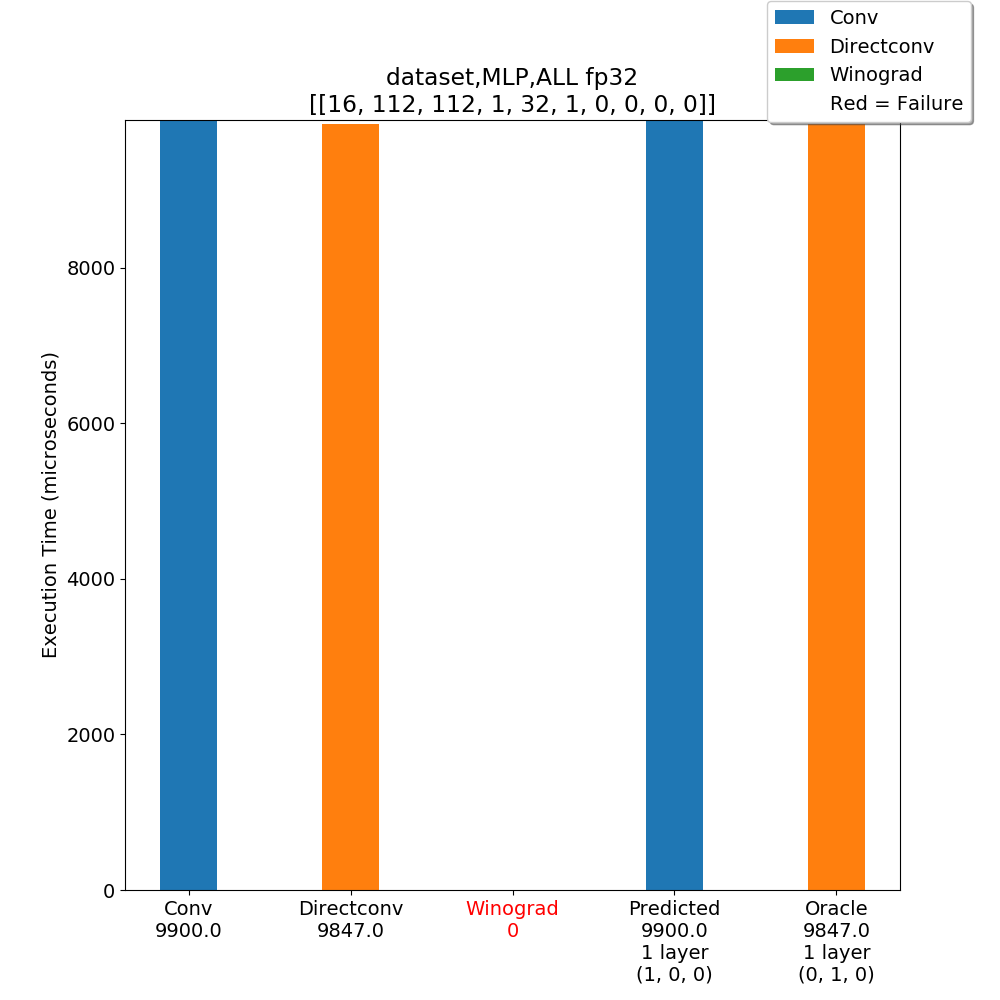 Conv
Directconv
Winograd
Red = Failure
dataset,MLP,ALL fp32
[[16, 112, 112, 1, 32, 1, 0, 0, 0, 0]]
Execution Time (microseconds)
8000
6000
4000
2000
0
Conv
9900.0
Directconv
9847.0
Winograd
0
Predicted
9900.0
1 layer
(1, 0, 0)
Oracle
9847.0
1 layer
(0, 1, 0)